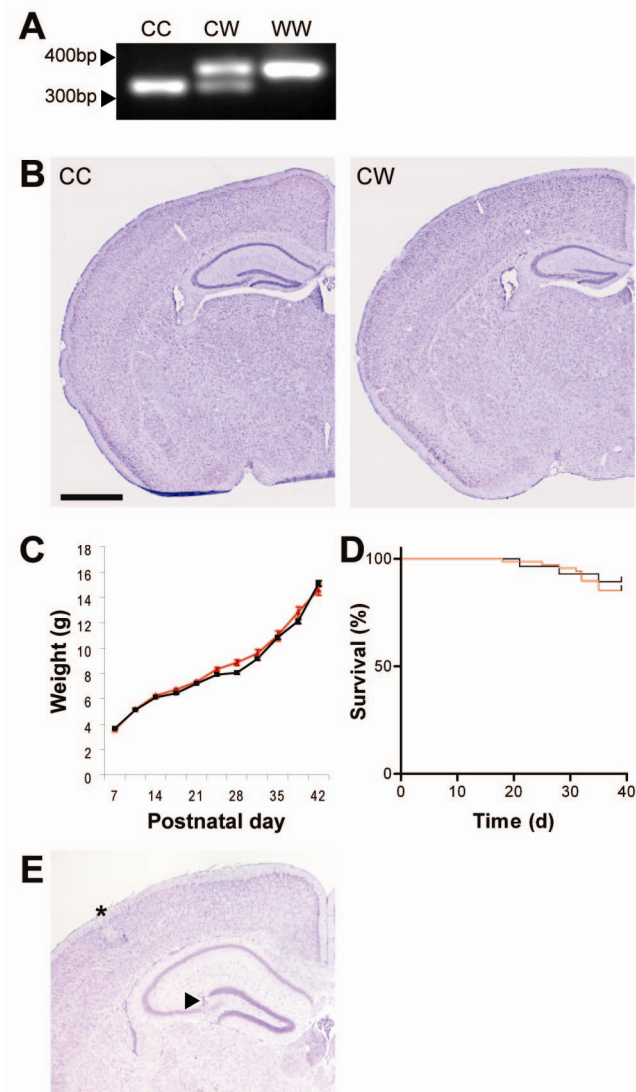 A
CC CW WW
400bp
300bp
B
CC
CW
C
Weight (g)
18
16
14
12
10
8
6
4
2
0
7 14 21 28 35 42
Postnatal day
D
Survival (%)
100
50
0
0 10 20 30 40
Time (d)
E
*